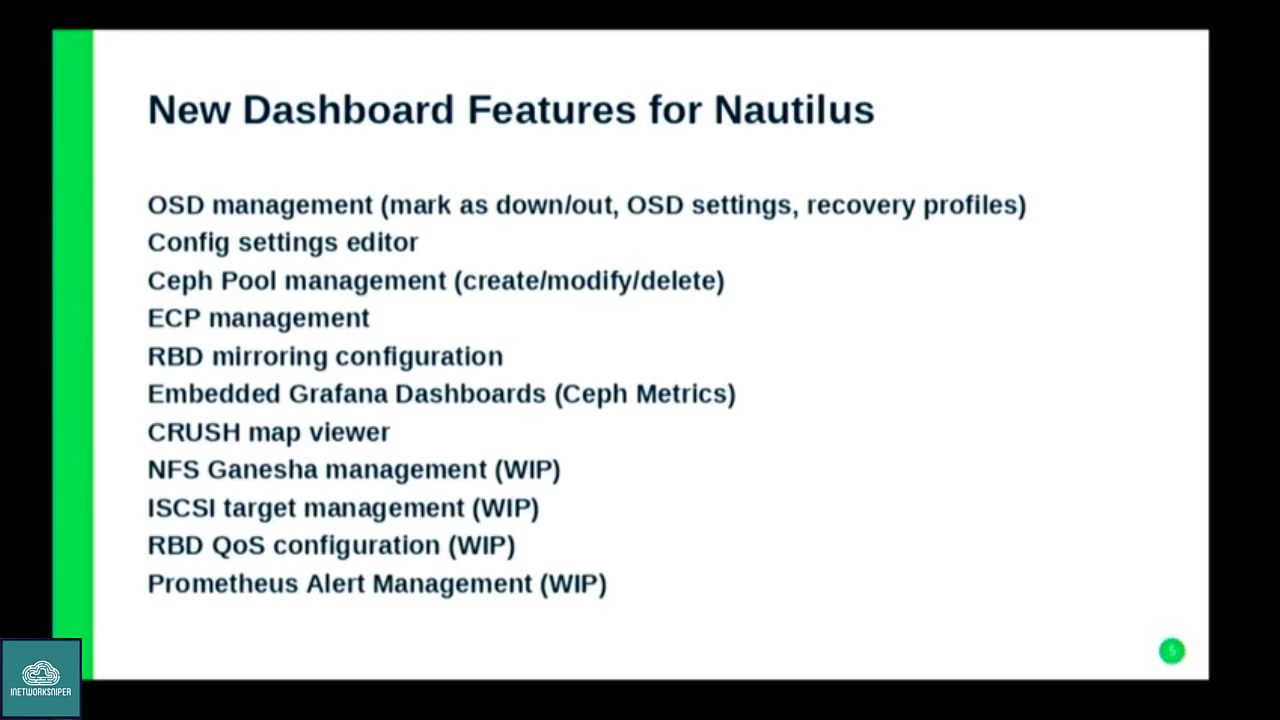 New Dashboard Features for Nautilus
OSD management (mark as down/out, OSD settings, recovery profiles)
Config settings editor
Ceph Pool management (create/modify/delete)
ECP management
RBD mirroring configuration
Embedded Grafana Dashboards (Ceph Metrics)
CRUSH map viewer
NFS Ganesha management (WIP)
ISCSI target management (WIP)
RBD QoS configuration (WIP)
Prometheus Alert Management (WIP)
5
INETWORKSNIPER